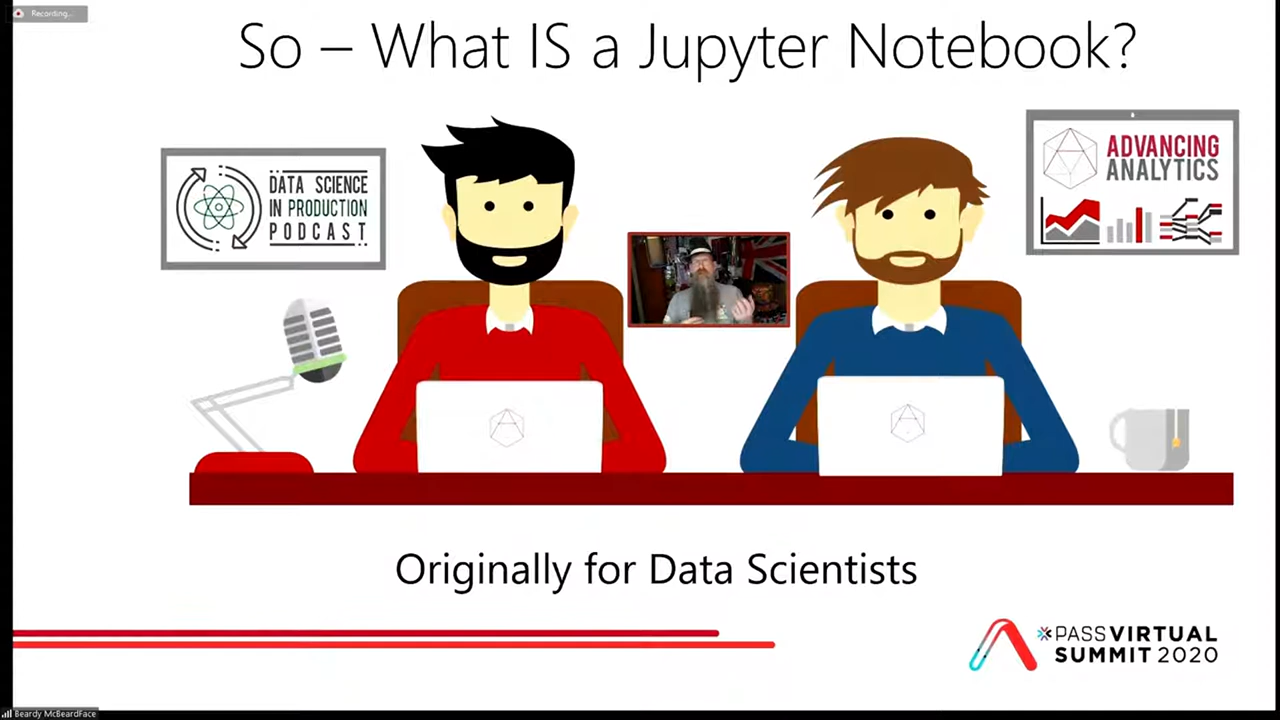 Recording...
So – What IS a Jupyter Notebook?
DATA SCIENCE
IN PRODUCTION
PODCAST
ADVANCING
ANALYTICS
Originally for Data Scientists
PASS VIRTUAL
SUMMIT 2020
Beardy McBeardFace